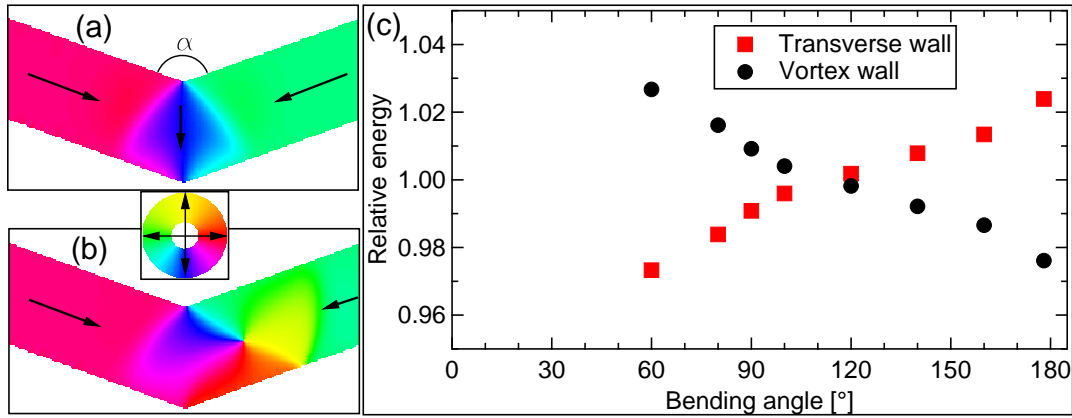 (a)
α
(b)
(c)
1.04
1.02
1.00
0.98
0.96
Relative energy
Transverse wall
Vortex wall
0 30 60 90 120 150 180
Bending angle [°]